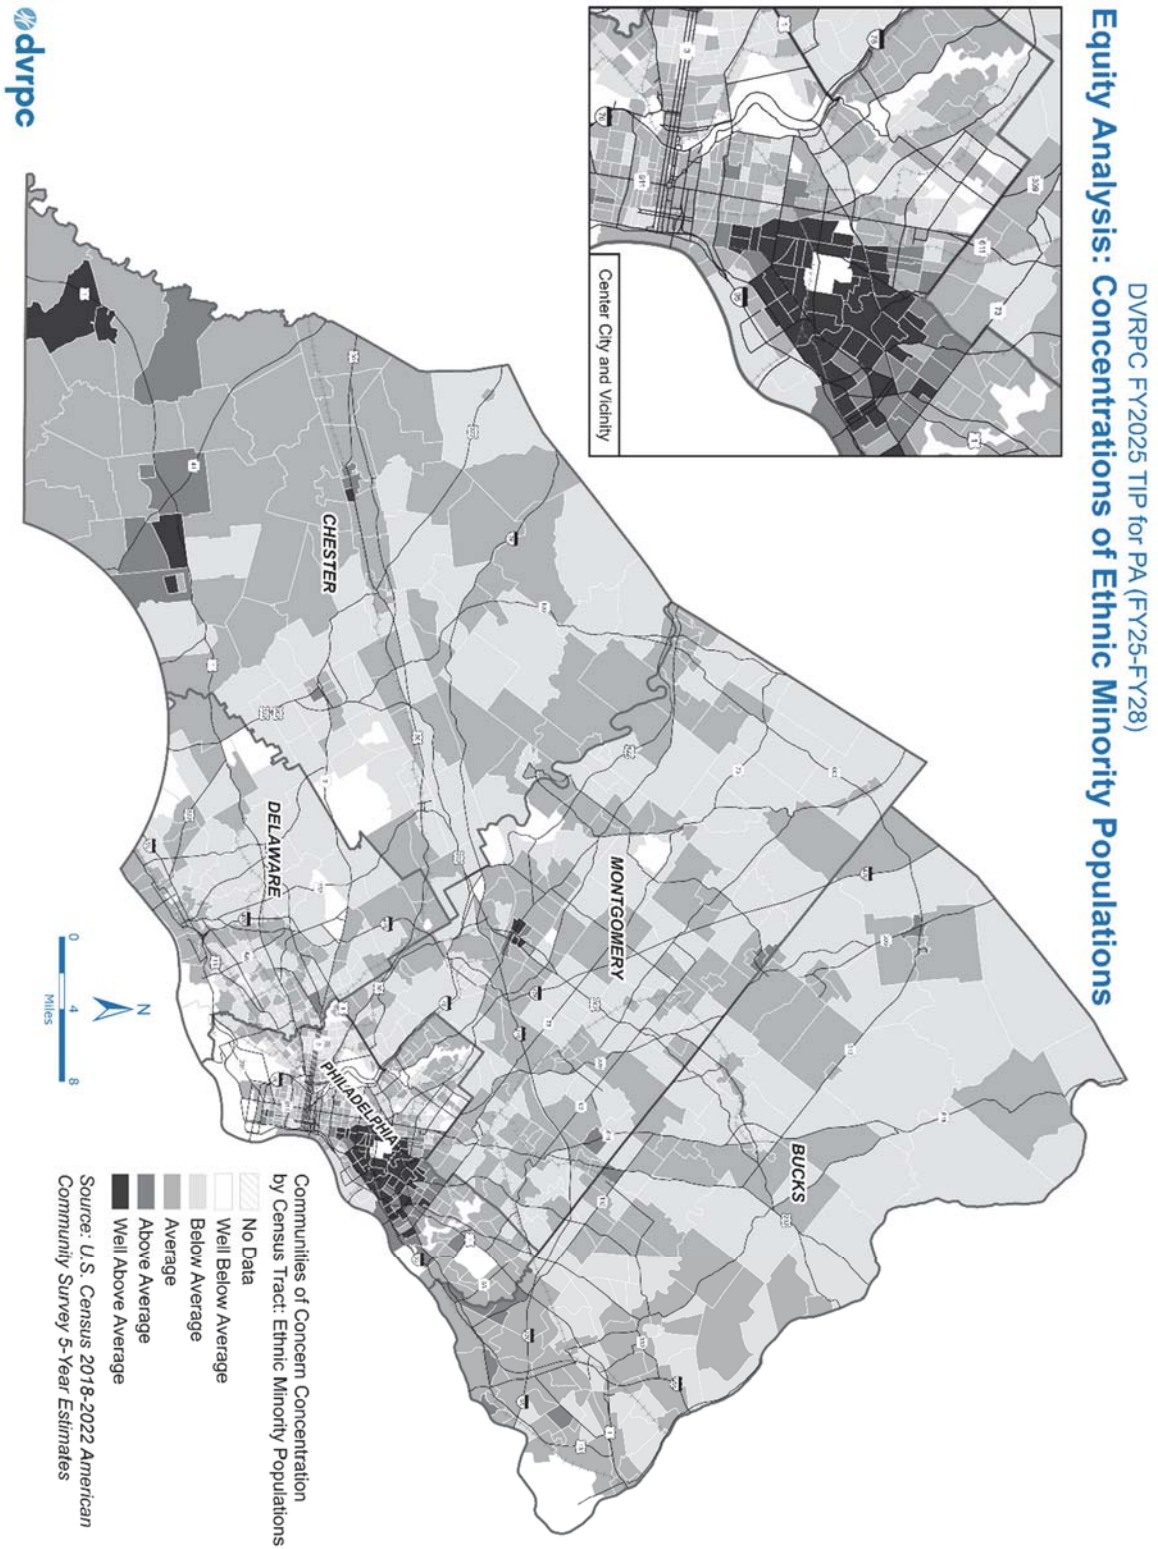 DVRPC FY2025 TIP for PA (FY25-FY28)
Equity Analysis: Concentrations of Ethnic Minority Populations
Center City and Vicinity
CHESTER
DELAWARE
MONTGOMERY
PHILADELPHIA
BUCKS
N
0 4 8
Miles
Communities of Concern Concentration
by Census Tract: Ethnic Minority Populations
No Data
Well Below Average
Below Average
Average
Above Average
Well Above Average
Source: U.S. Census 2018-2022 American
Community Survey 5-Year Estimates
dvrpc